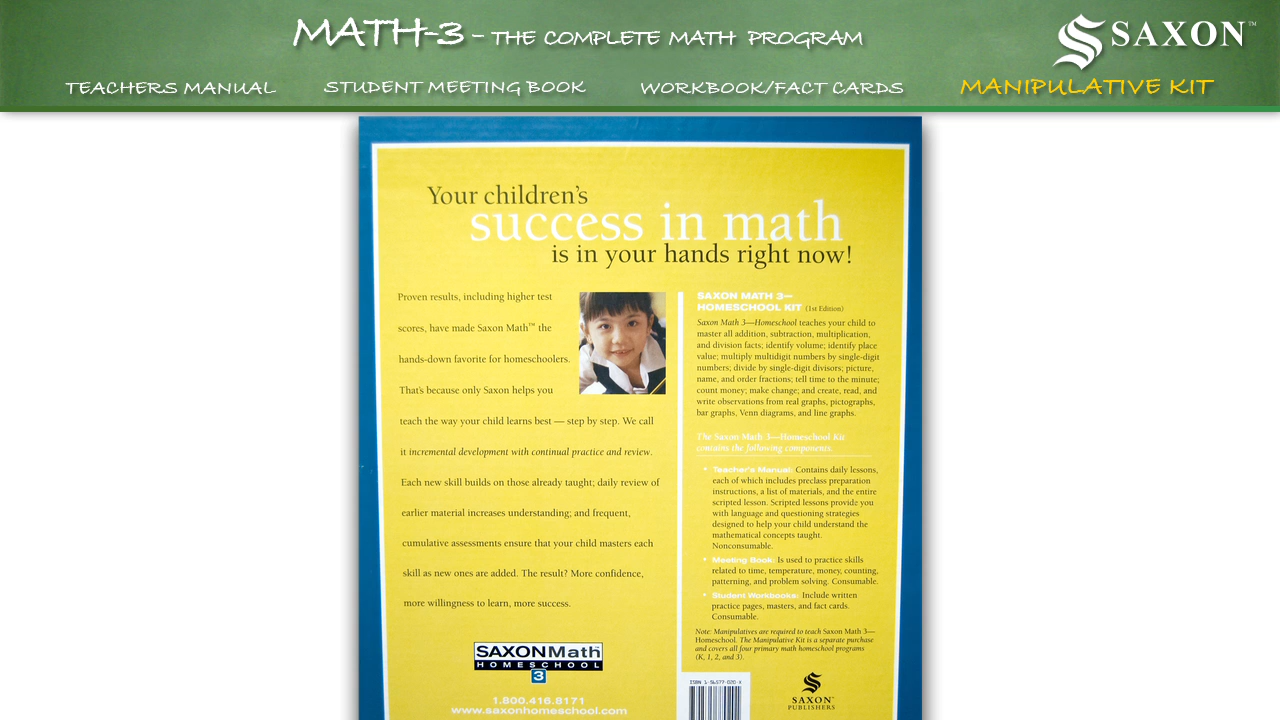 MATH-3 – THE COMPLETE MATH PROGRAM
SAXON™
TEACHERS MANUAL
STUDENT MEETING BOOK
WORKBOOK/FACT CARDS
MANIPULATIVE KIT
Your children's
success in math
is in your hands right now!
Proven results, including higher test
scores, have made Saxon Math™ the
hands-down favorite for homeschoolers.
That's because only Saxon helps you
teach the way your child learns best — step by step. We call
it incremental development with continual practice and review.
Each new skill builds on those already taught; daily review of
earlier material increases understanding; and frequent,
cumulative assessments ensure that your child masters each
skill as new ones are added. The result? More confidence,
more willingness to learn, more success.
SAXONMath™
HOMESCHOOL
3
1.800.416.8171
www.saxonhomeschool.com
SAXON MATH 3—
HOMESCHOOL KIT (1st Edition)
Saxon Math 3—Homeschool teaches your child to
master all addition, subtraction, multiplication,
and division facts; identify volume; identify place
value; multiply multidigit numbers by single-digit
numbers; divide by single-digit divisors; picture,
name, and order fractions; tell time to the minute;
count money; make change; and create, read, and
write observations from real graphs, pictographs,
bar graphs, Venn diagrams, and line graphs.
The Saxon Math 3—Homeschool Kit
contains the following components.
• Teacher's Manual: Contains daily lessons,
each of which includes preclass preparation
instructions, a list of materials, and the entire
scripted lesson. Scripted lessons provide you
with language and questioning strategies
designed to help your child understand the
mathematical concepts taught.
Nonconsumable.
• Meeting Book: Is used to practice skills
related to time, temperature, money, counting,
patterning, and problem solving. Consumable.
• Student Workbooks: Include written
practice pages, masters, and fact cards.
Consumable.
Note: Manipulatives are required to teach Saxon Math 3—
Homeschool. The Manipulative Kit is a separate purchase
and covers all four primary math homeschool programs
(K, 1, 2, and 3).
ISBN 1-56577-020-X
SAXON™
PUBLISHERS